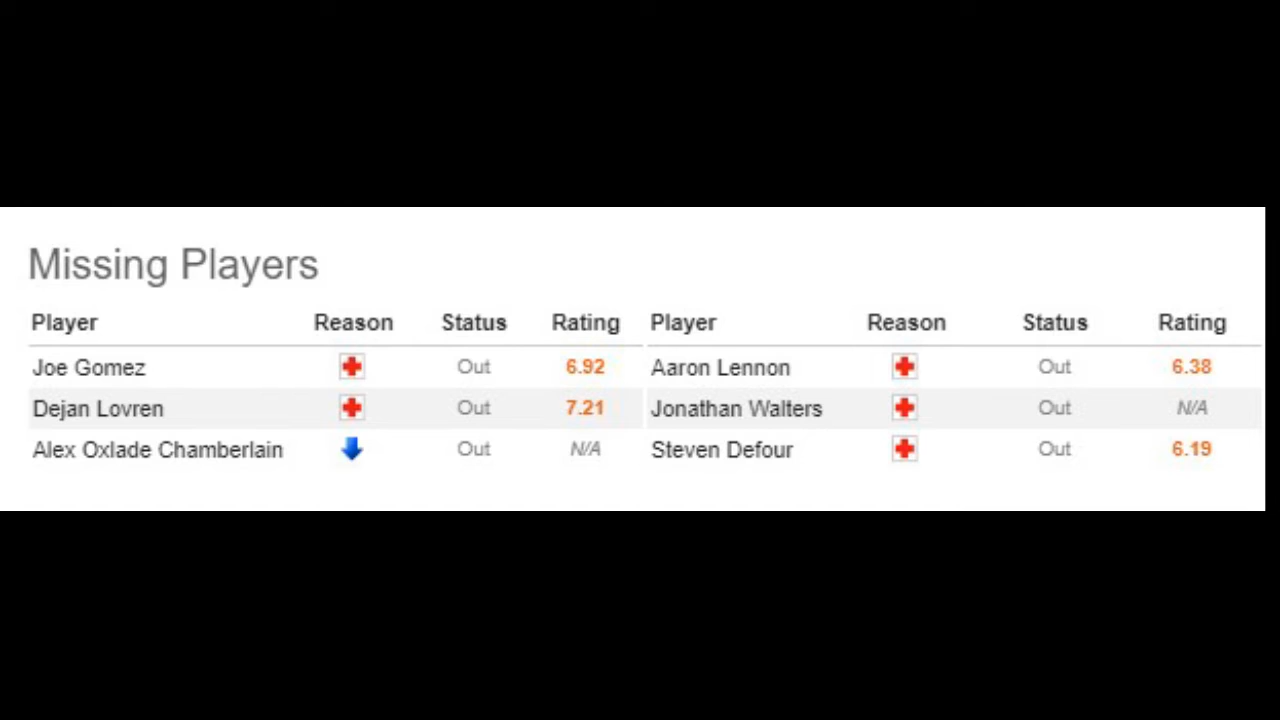 Missing Players
Player Reason Status Rating Player Reason Status Rating
Joe Gomez Out 6.92 Aaron Lennon Out 6.38
Dejan Lovren Out 7.21 Jonathan Walters Out N/A
Alex Oxlade Chamberlain Out N/A Steven Defour Out 6.19